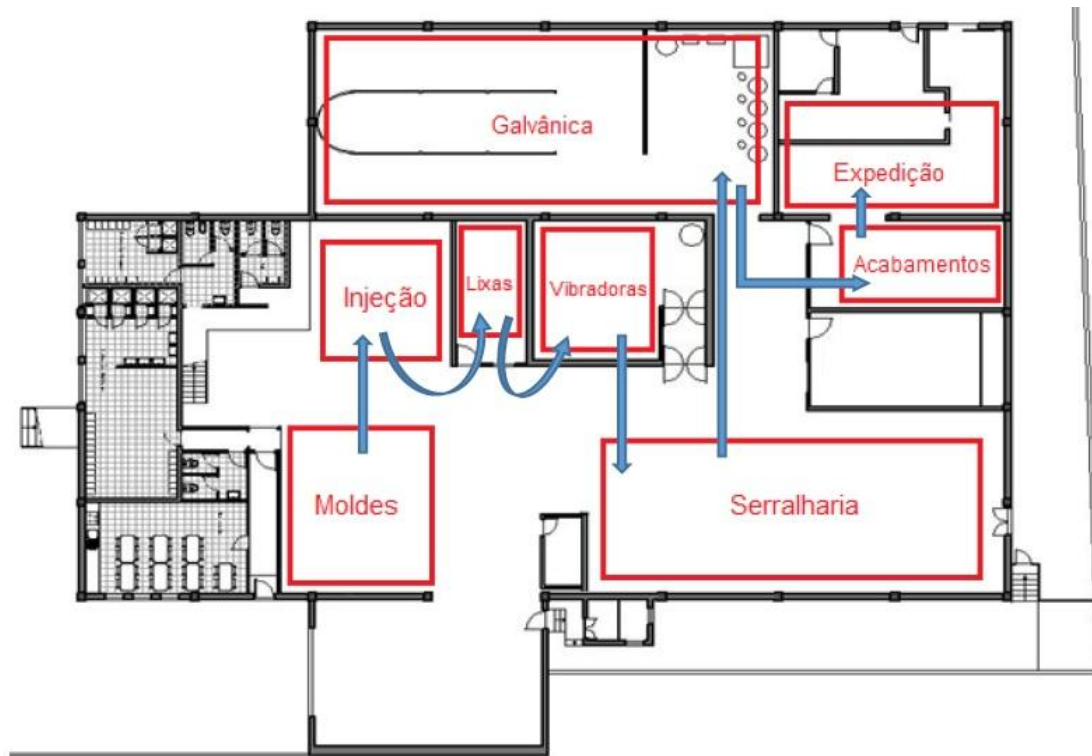 Galvânica
Expedição
Injeção
Lixas
Vibradoras
Acabamentos
Moldes
Serralharia